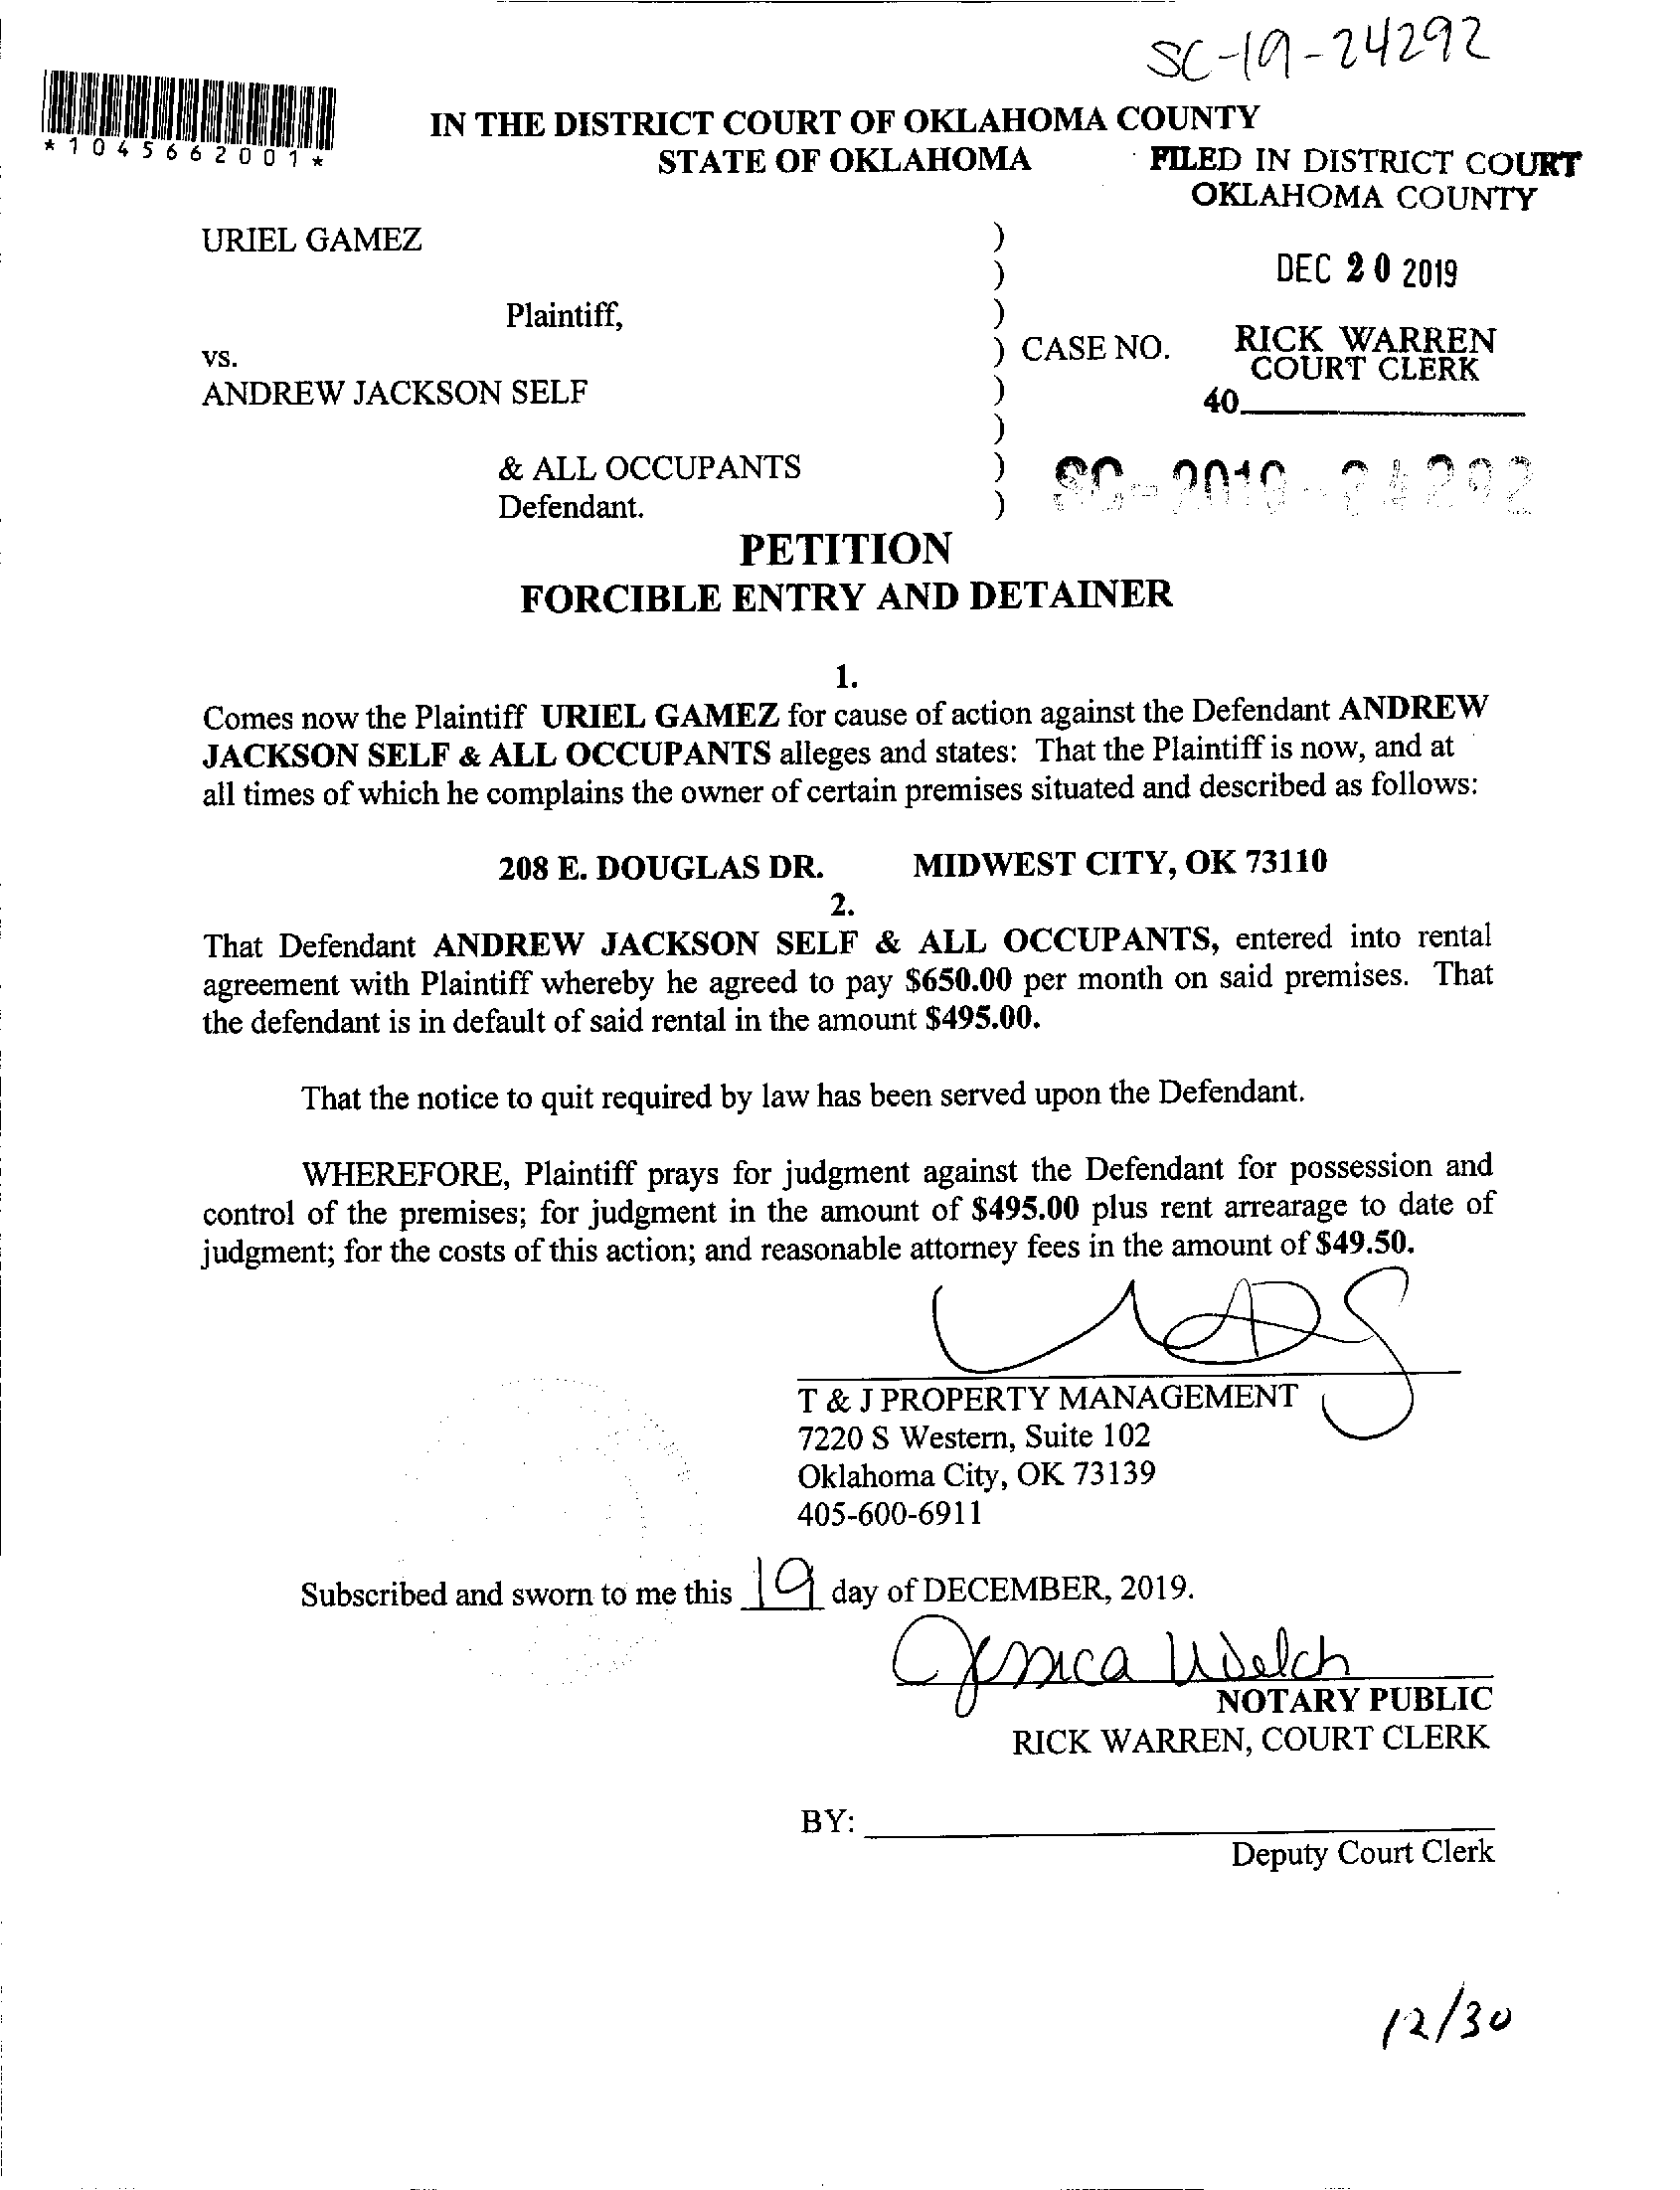 SC-19-24292
*1045662001*
IN THE DISTRICT COURT OF OKLAHOMA COUNTY
STATE OF OKLAHOMA
FILED IN DISTRICT COURT
OKLAHOMA COUNTY
URIEL GAMEZ )
)
DEC 20 2019
Plaintiff, )
vs. ) CASE NO.
RICK WARREN
COURT CLERK
ANDREW JACKSON SELF )
40
)
& ALL OCCUPANTS )
SC-2019-24292
Defendant. )
PETITION
FORCIBLE ENTRY AND DETAINER
1.
Comes now the Plaintiff URIEL GAMEZ for cause of action against the Defendant ANDREW
JACKSON SELF & ALL OCCUPANTS alleges and states: That the Plaintiff is now, and at
all times of which he complains the owner of certain premises situated and described as follows:
208 E. DOUGLAS DR. MIDWEST CITY, OK 73110
2.
That Defendant ANDREW JACKSON SELF & ALL OCCUPANTS, entered into rental
agreement with Plaintiff whereby he agreed to pay $650.00 per month on said premises. That
the defendant is in default of said rental in the amount $495.00.
That the notice to quit required by law has been served upon the Defendant.
WHEREFORE, Plaintiff prays for judgment against the Defendant for possession and
control of the premises; for judgment in the amount of $495.00 plus rent arrearage to date of
judgment; for the costs of this action; and reasonable attorney fees in the amount of $49.50.
T & J PROPERTY MANAGEMENT
7220 S Western, Suite 102
Oklahoma City, OK 73139
405-600-6911
Subscribed and sworn to me this 19 day of DECEMBER, 2019.
Jessica Welch
NOTARY PUBLIC
RICK WARREN, COURT CLERK
BY:
Deputy Court Clerk
12/30